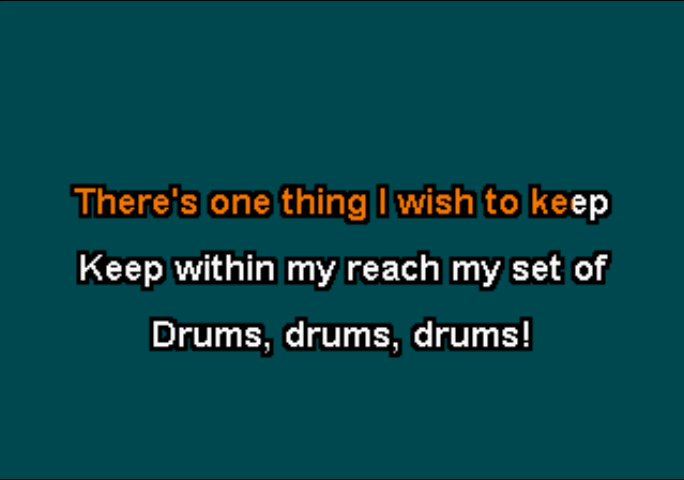 There's one thing I wish to keep
Keep within my reach my set of
Drums, drums, drums!